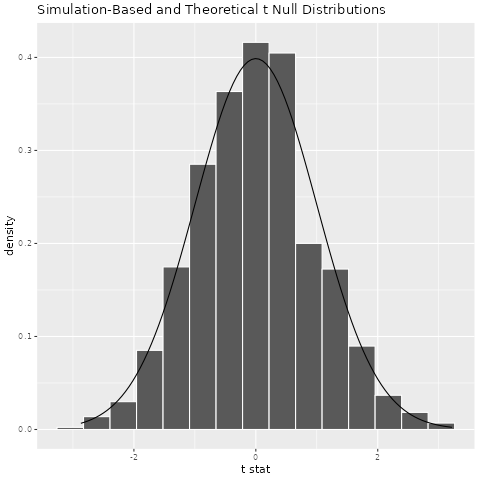 Simulation-Based and Theoretical t Null Distributions
0.4
0.3
0.2
0.1
0.0
density
-2
0
2
t stat